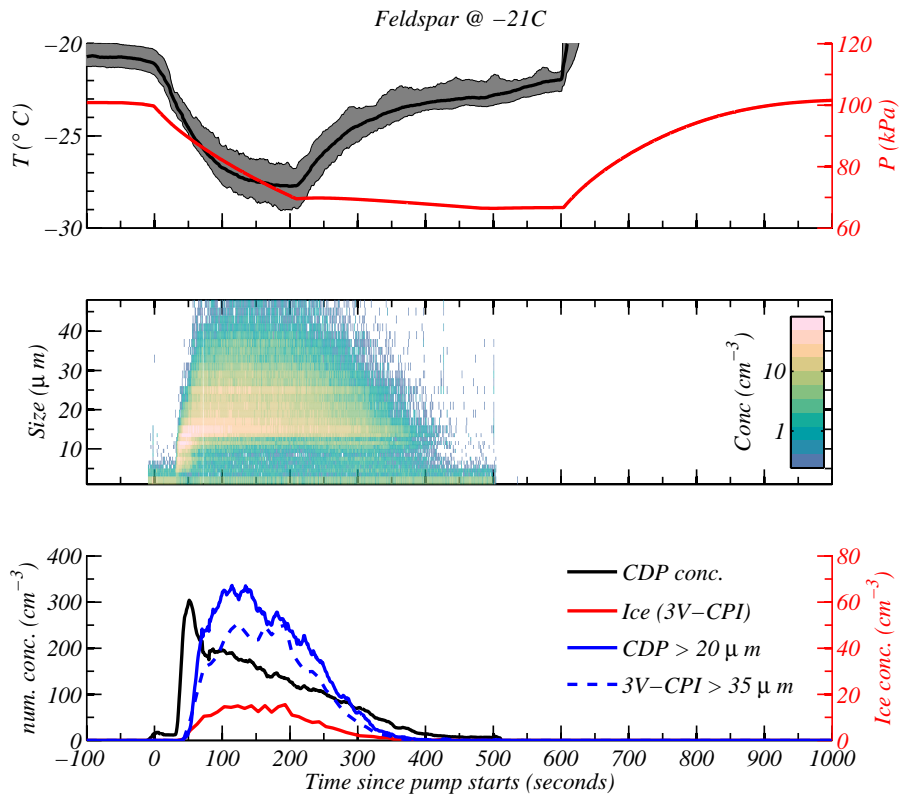 Feldspar @ −21C
−20
−25
−30
T (° C)
120
100
80
60
P (kPa)
40
30
20
10
Size (μ m)
10
1
Conc (cm−3)
400
300
200
100
0
num. conc. (cm−3)
CDP conc.
Ice (3V−CPI)
CDP > 20 μ m
3V−CPI > 35 μ m
80
60
40
20
0
Ice conc. (cm−3)
−100 0 100 200 300 400 500 600 700 800 900 1000
Time since pump starts (seconds)